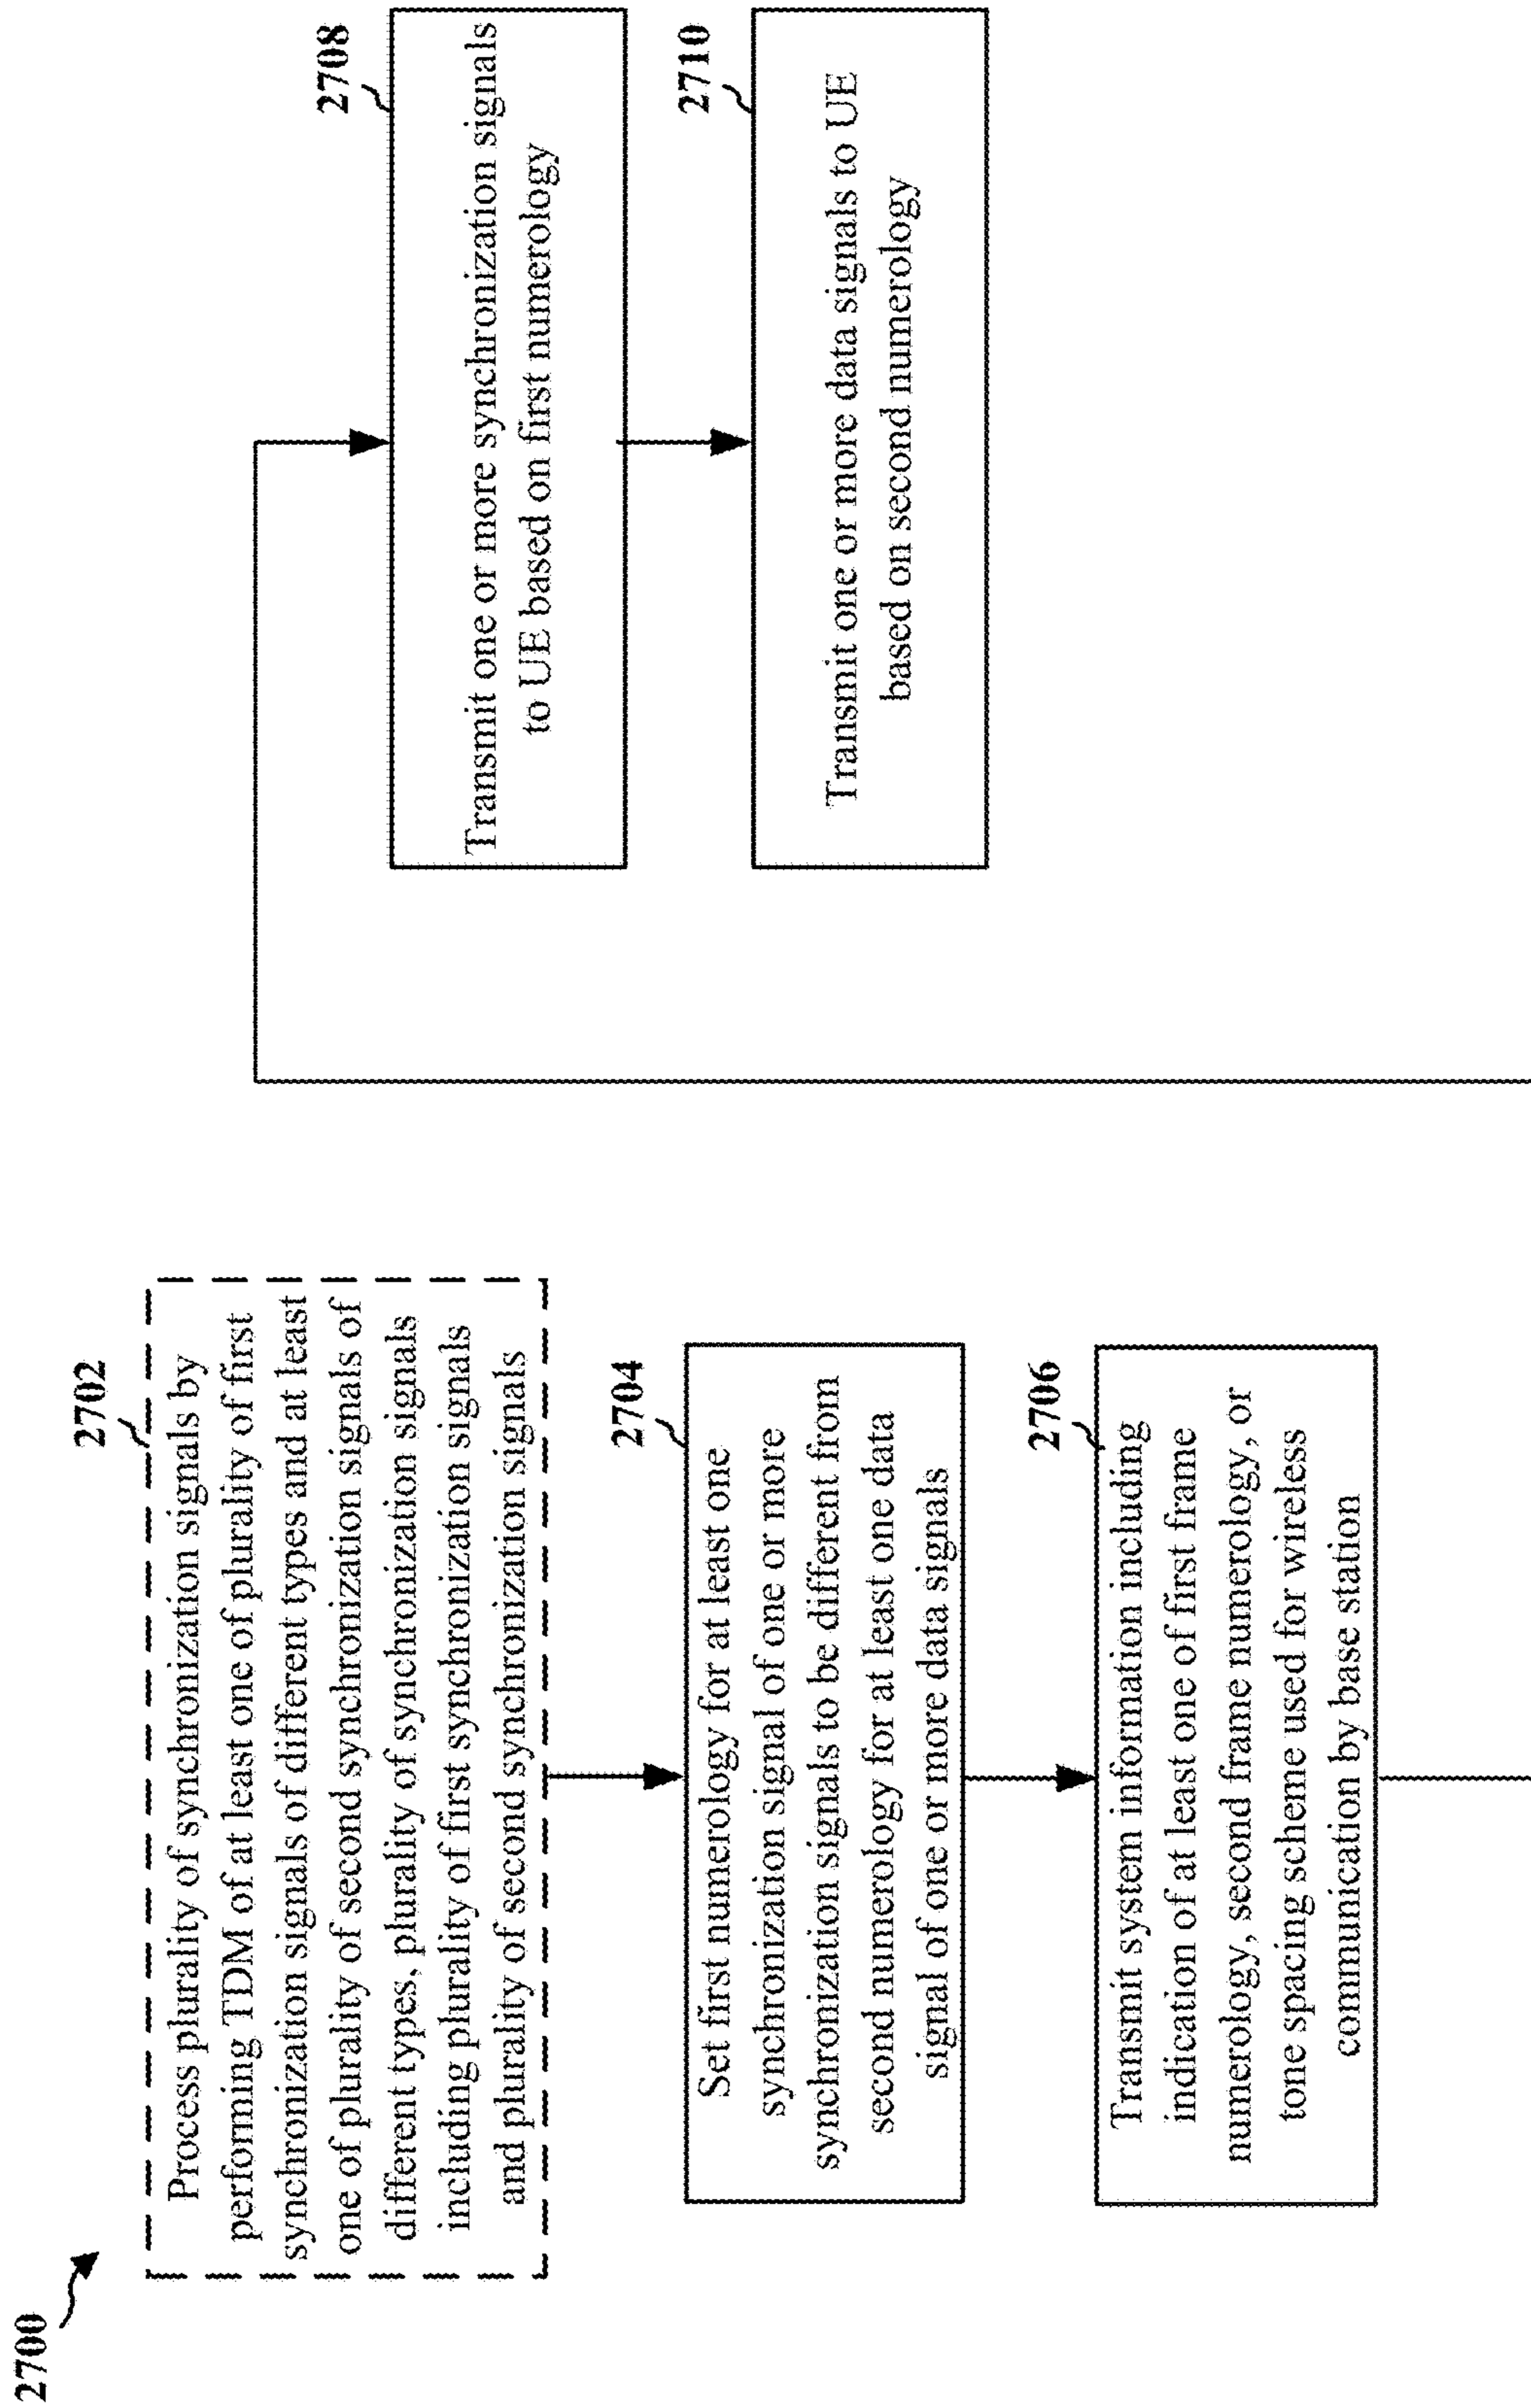 2700
2702
Process plurality of synchronization signals by
performing TDM of at least one of plurality of first
synchronization signals of different types and at least
one of plurality of second synchronization signals of
different types, plurality of synchronization signals
including plurality of first synchronization signals
and plurality of second synchronization signals
2704
Set first numerology for at least one
synchronization signal of one or more
synchronization signals to be different from
second numerology for at least one data
signal of one or more data signals
2706
Transmit system information including
indication of at least one of first frame
numerology, second frame numerology, or
tone spacing scheme used for wireless
communication by base station
2708
Transmit one or more synchronization signals
to UE based on first numerology
2710
Transmit one or more data signals to UE
based on second numerology